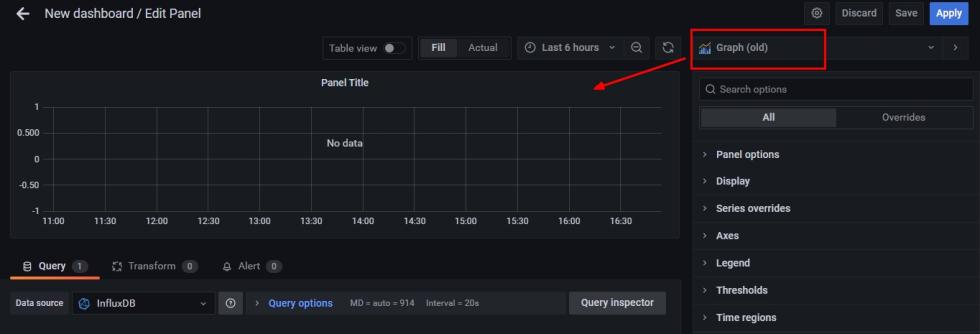 New dashboard / Edit Panel
Discard
Save
Apply
Table view
Fill
Actual
Last 6 hours
Graph (old)
Panel Title
1
0.500
0
-0.50
-1
No data
11:00 11:30 12:00 12:30 13:00 13:30 14:00 14:30 15:00 15:30 16:00 16:30
Search options
All
Overrides
Panel options
Display
Series overrides
Axes
Legend
Thresholds
Time regions
Query 1
Transform 0
Alert 0
Data source
InfluxDB
Query options
MD = auto = 914
Interval = 20s
Query inspector